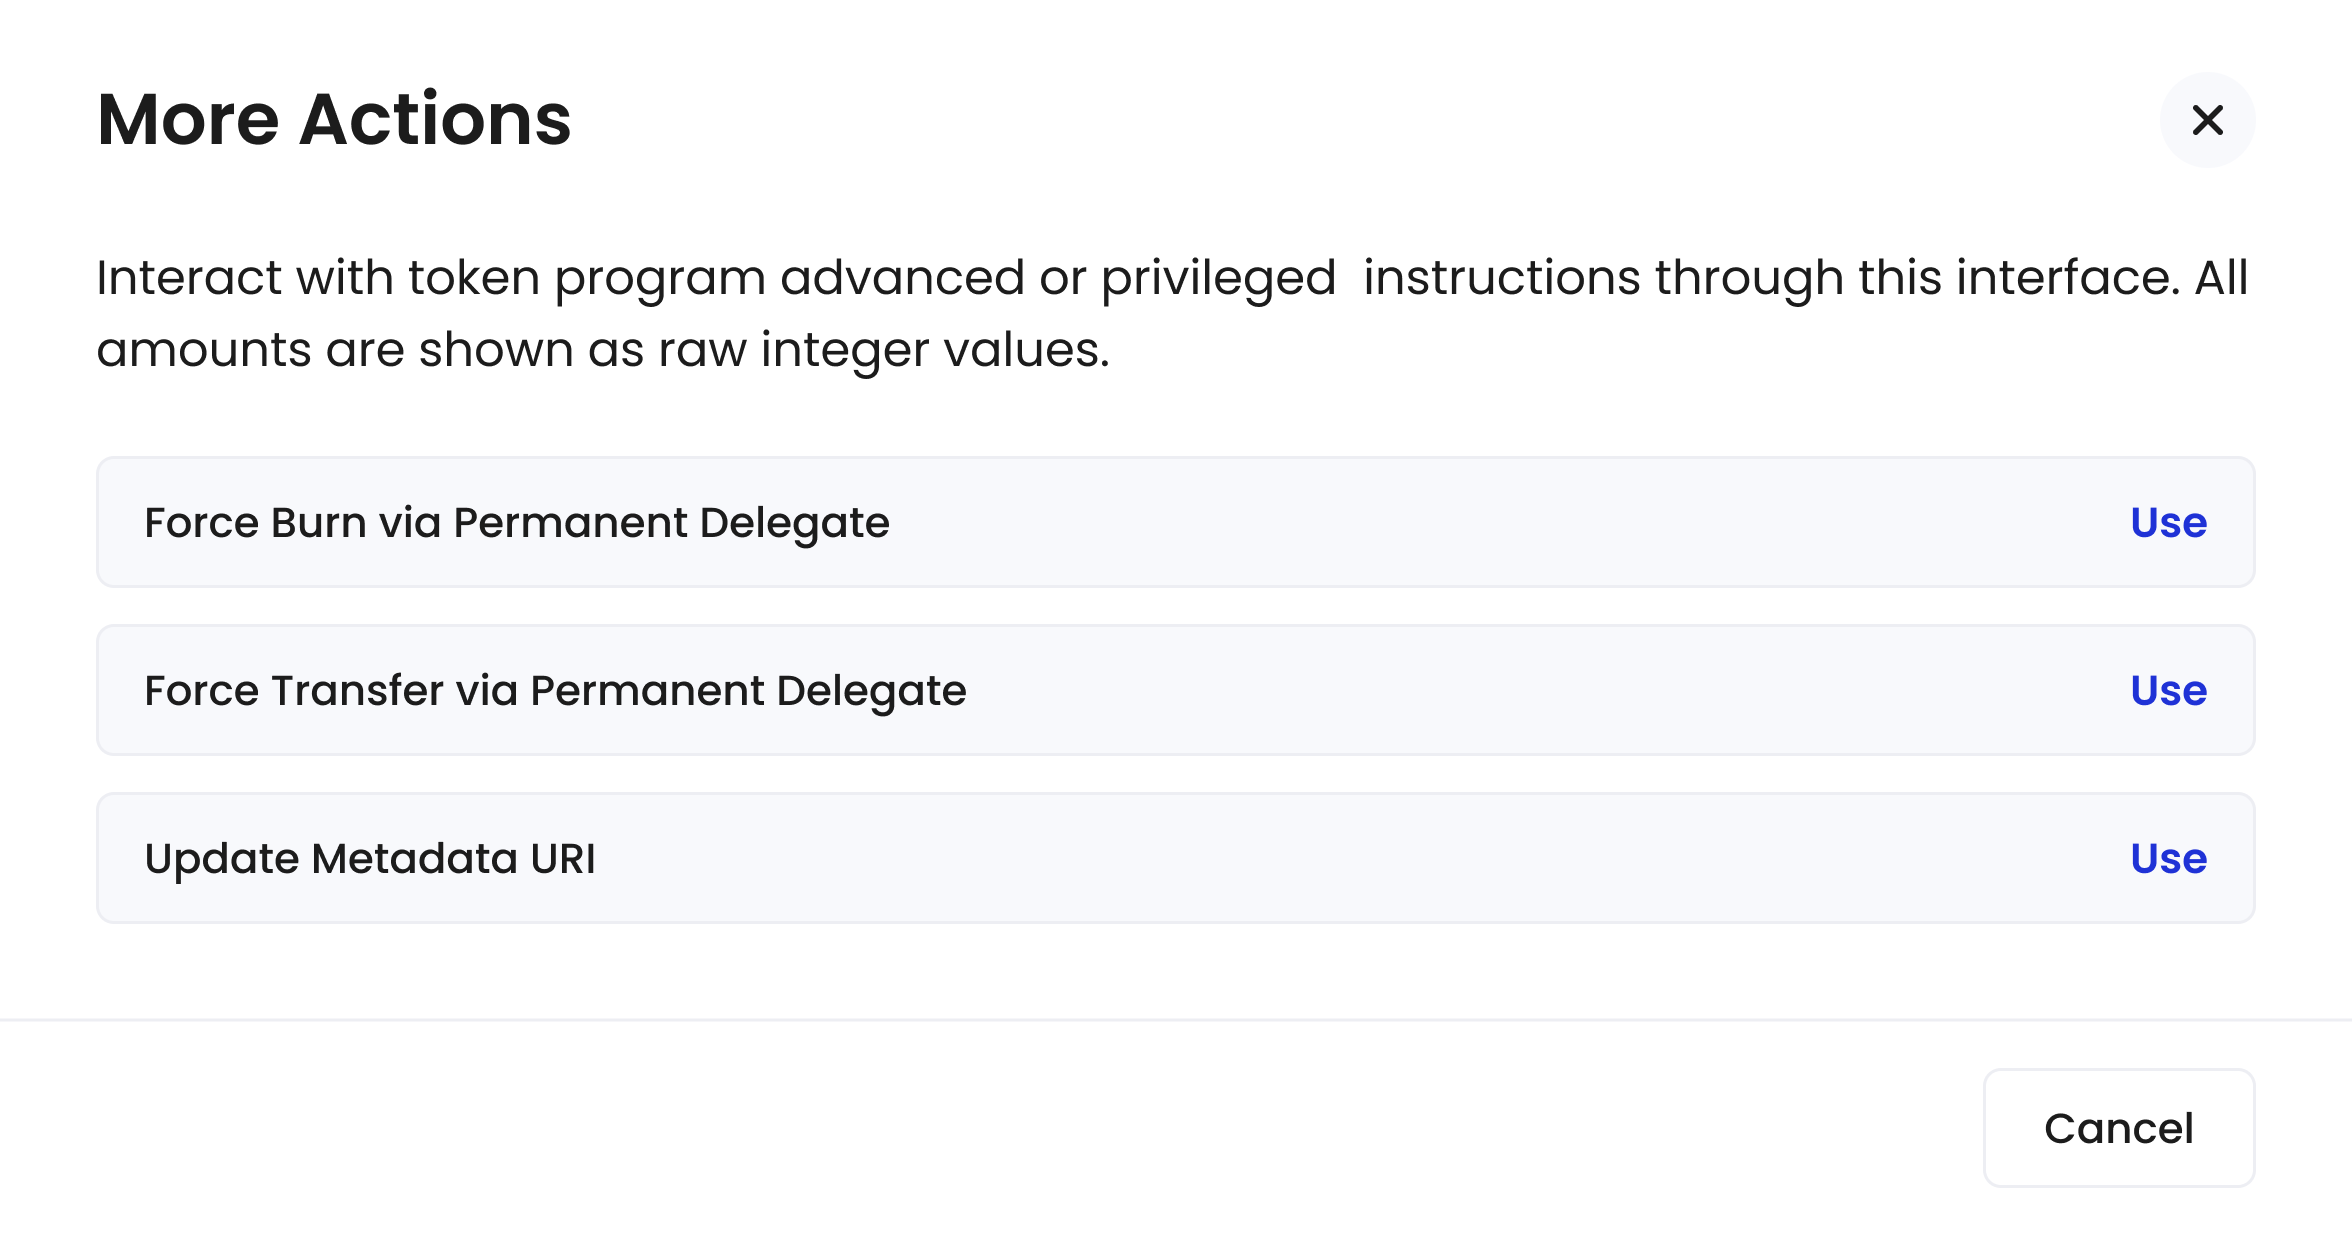 More Actions
Interact with token program advanced or privileged  instructions through this interface. All
amounts are shown as raw integer values.
Force Burn via Permanent Delegate
Use
Force Transfer via Permanent Delegate
Use
Update Metadata URI
Use
Cancel